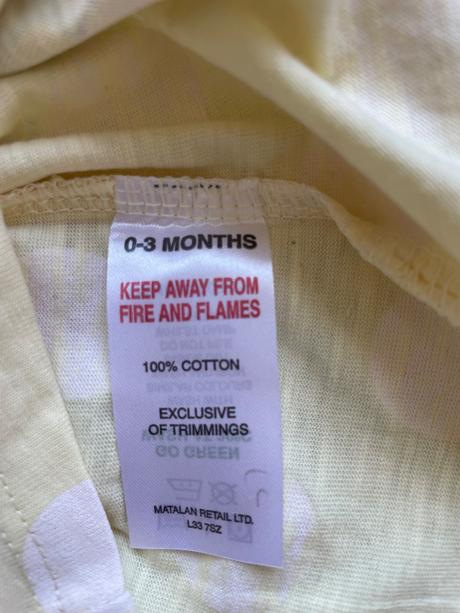 0-3 MONTHS
KEEP AWAY FROM
FIRE AND FLAMES
100% COTTON
EXCLUSIVE
OF TRIMMINGS
MATALAN RETAIL LTD.
L33 7SZ